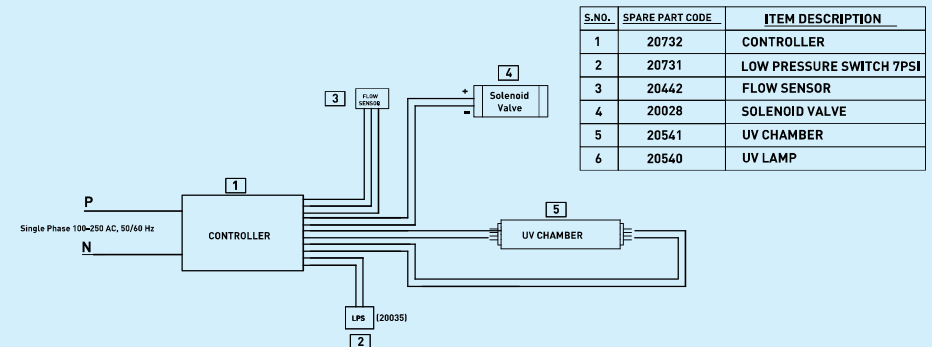 S.NO. SPARE PART CODE ITEM DESCRIPTION
1 20732 CONTROLLER
2 20731 LOW PRESSURE SWITCH 7PSI
3 20442 FLOW SENSOR
4 20028 SOLENOID VALVE
5 20541 UV CHAMBER
6 20540 UV LAMP
4
+
-
Solenoid
Valve
3
FLOW
SENSOR
1
P
Single Phase 100-250 AC, 50/60 Hz
N
CONTROLLER
5
UV CHAMBER
LPS (20035)
2